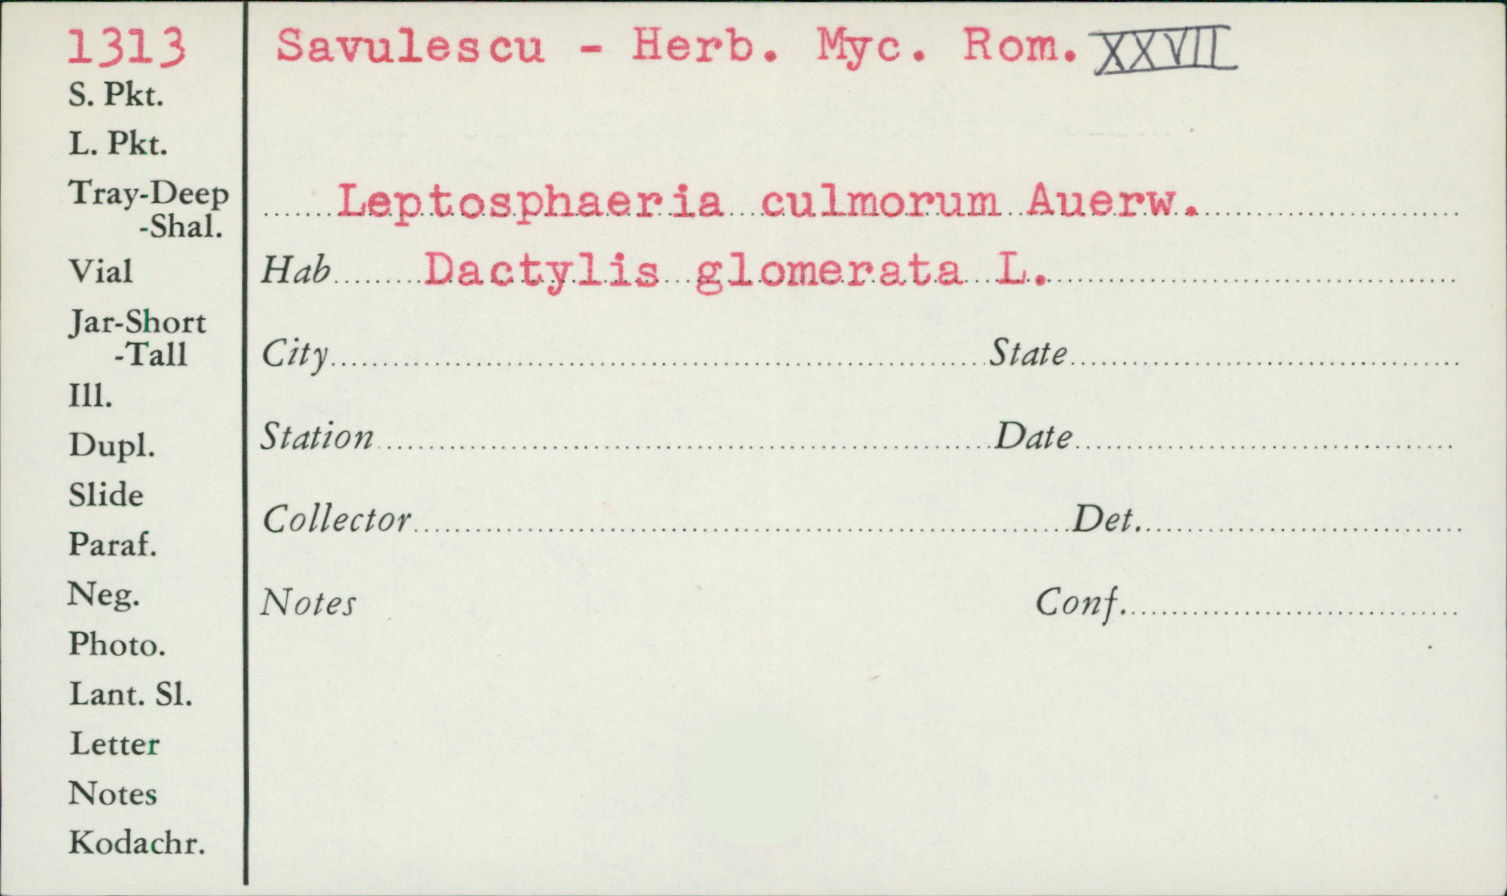 1313
S. Pkt.
L. Pkt.
Tray-Deep
-Shal.
Vial
Jar-Short
-Tall
Ill.
Dupl.
Slide
Paraf.
Neg.
Photo.
Lant. Sl.
Letter
Notes
Kodachr.
Savulescu - Herb. Myc. Rom. XXVII
Leptosphaeria culmorum Auerw.
Hab Dactylis glomerata L.
City State
Station Date
Collector Det.
Notes Conf.